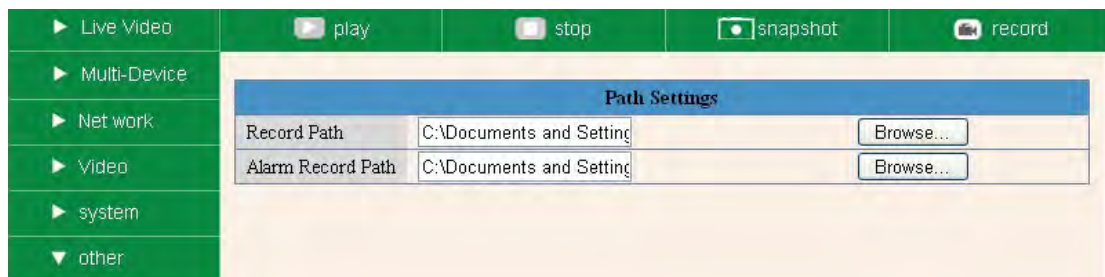 Live Video
play
stop
snapshot
record
Multi-Device
Net work
Video
system
other
Path Settings
Record Path
C:\Documents and Setting
Browse...
Alarm Record Path
C:\Documents and Setting
Browse...